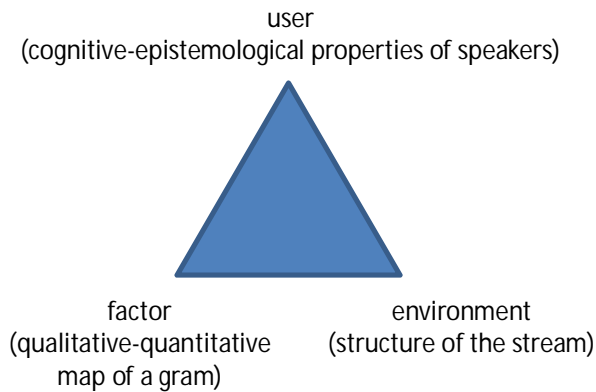 user
(cognitive-epistemological properties of speakers)
factor
(qualitative-quantitative
map of a gram)
environment
(structure of the stream)